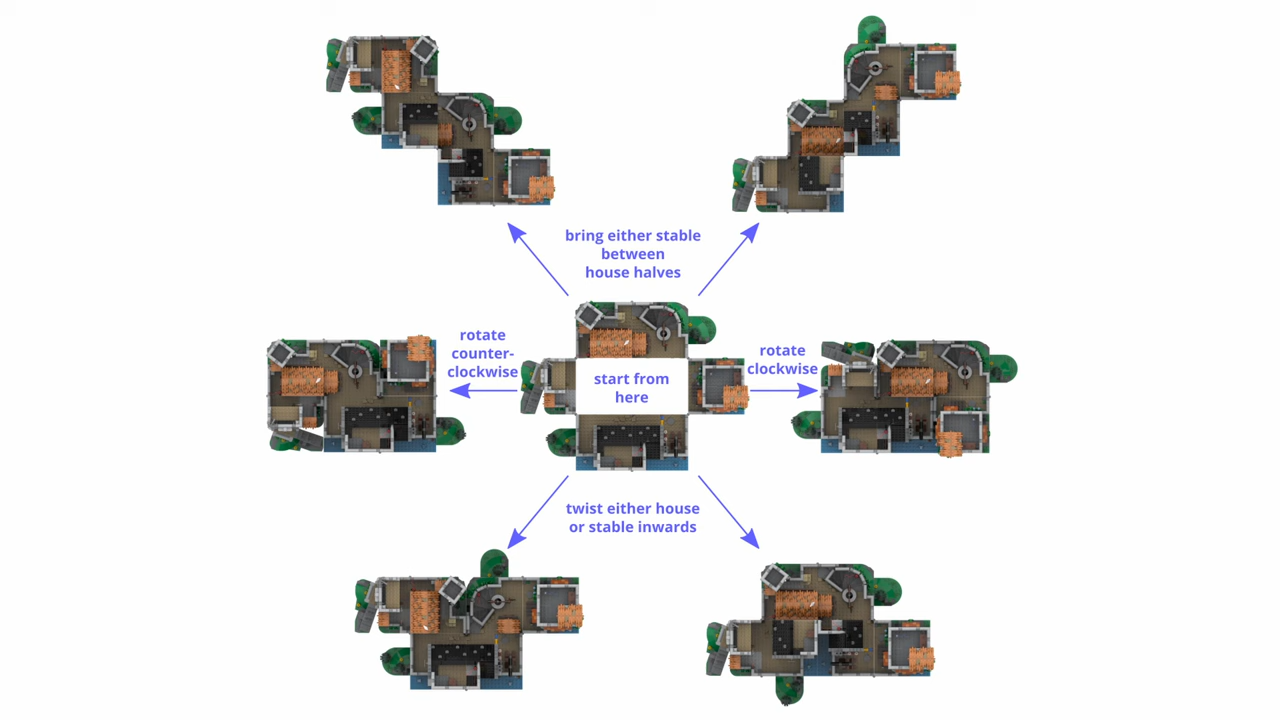 bring either stable
between
house halves
rotate
counter-
clockwise
start from
here
rotate
clockwise
twist either house
or stable inwards